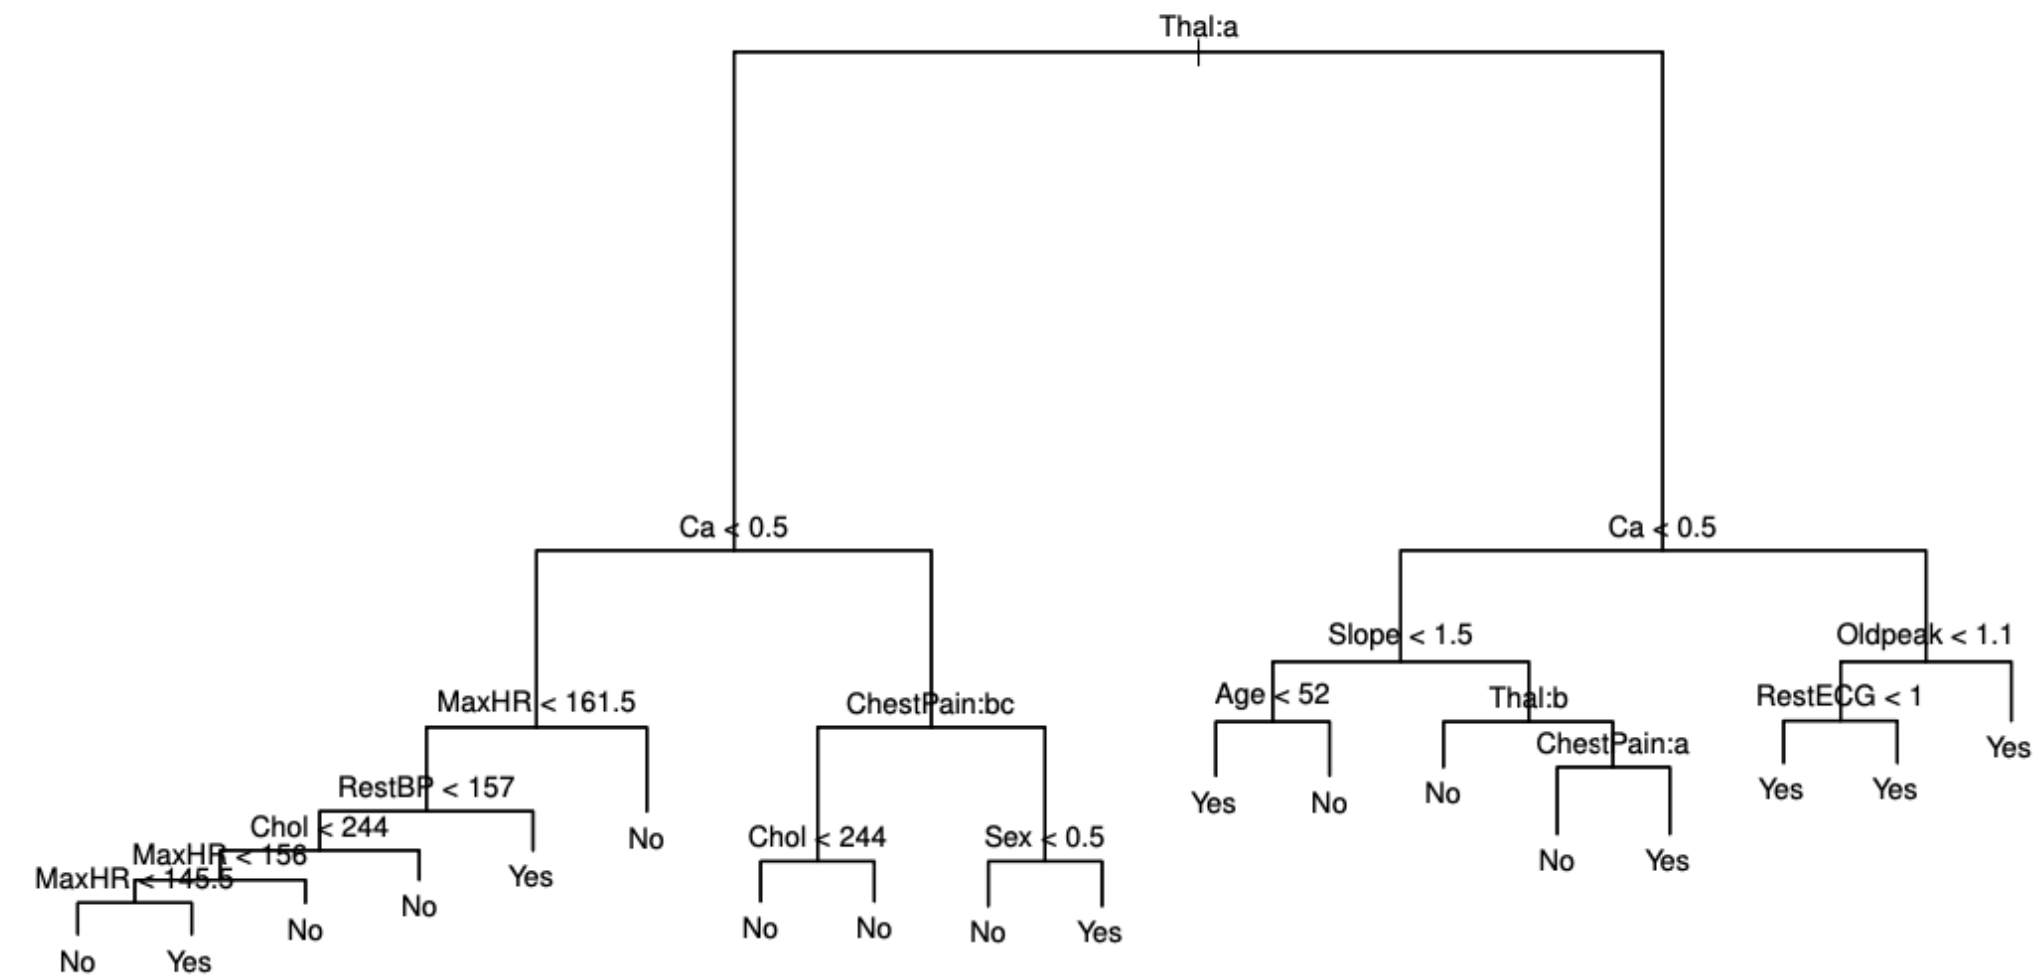 Thal:a
Ca < 0.5
Ca < 0.5
Slope < 1.5
Oldpeak < 1.1
MaxHR < 161.5
ChestPain:bc
Age < 52
Thal:b
RestECG < 1
ChestPain:a
Yes
RestBP < 157
Yes
No
No
Yes
Yes
Chol < 244
No
Chol < 244
Sex < 0.5
MaxHR < 156
No
Yes
MaxHR < 145.5
Yes
No
No
No
No
No
Yes
No
Yes